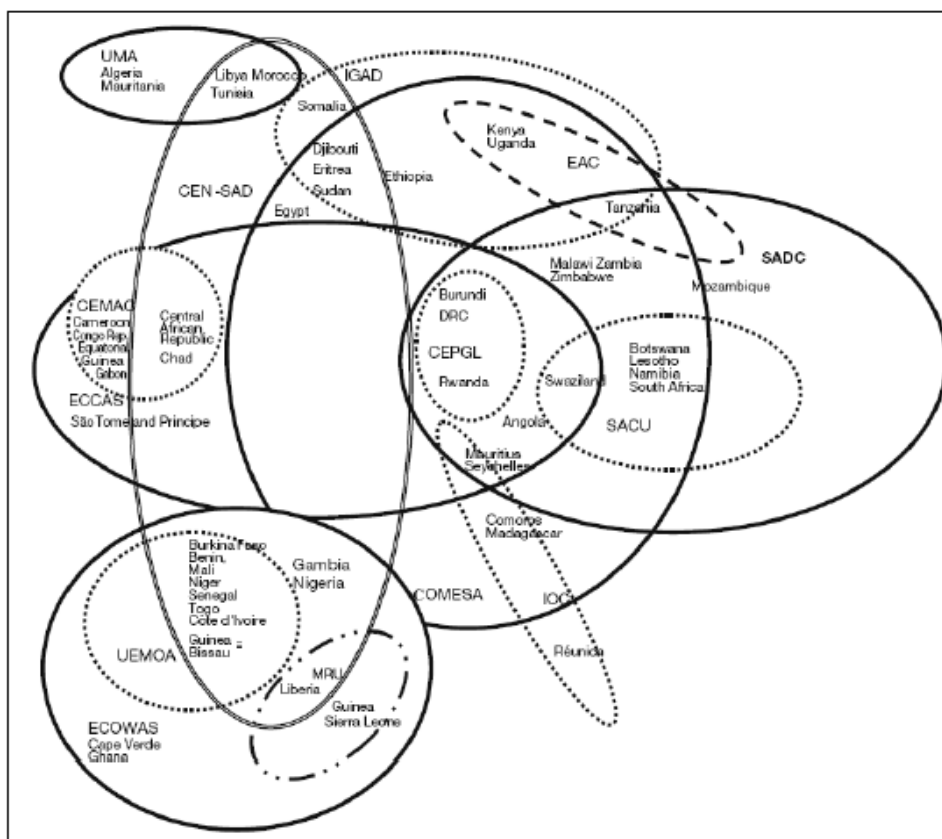 UMA
Algeria
Mauritania
Libya Morocco
Tunisia
IGAD
Somalia
Djibouti
Eritrea
Sudan
Ethiopia
Egypt
CEN-SAD
Kenya
Uganda
EAC
Tanzania
SADC
Malawi Zambia
Zimbabwe
Mozambique
CEMAC
Cameroon
Congo Rep.
Equatorial
Guinea
Gabon
Central
African
Republic
Chad
ECCAS
São Tome and Principe
Burundi
DRC
CEPGL
Rwanda
Angola
Swaziland
Botswana
Lesotho
Namibia
South Africa
SACU
Mauritius
Seychelles
Comoros
Madagascar
COMESA
IOC
Réunida
Burkina Faso
Benin,
Mali
Niger
Senegal
Togo
Côte d'Ivoire
Guinea -
Bissau
Gambia
Nigeria
UEMOA
MRU
Liberia
Guinea
Sierra Leone
ECOWAS
Cape Verde
Ghana